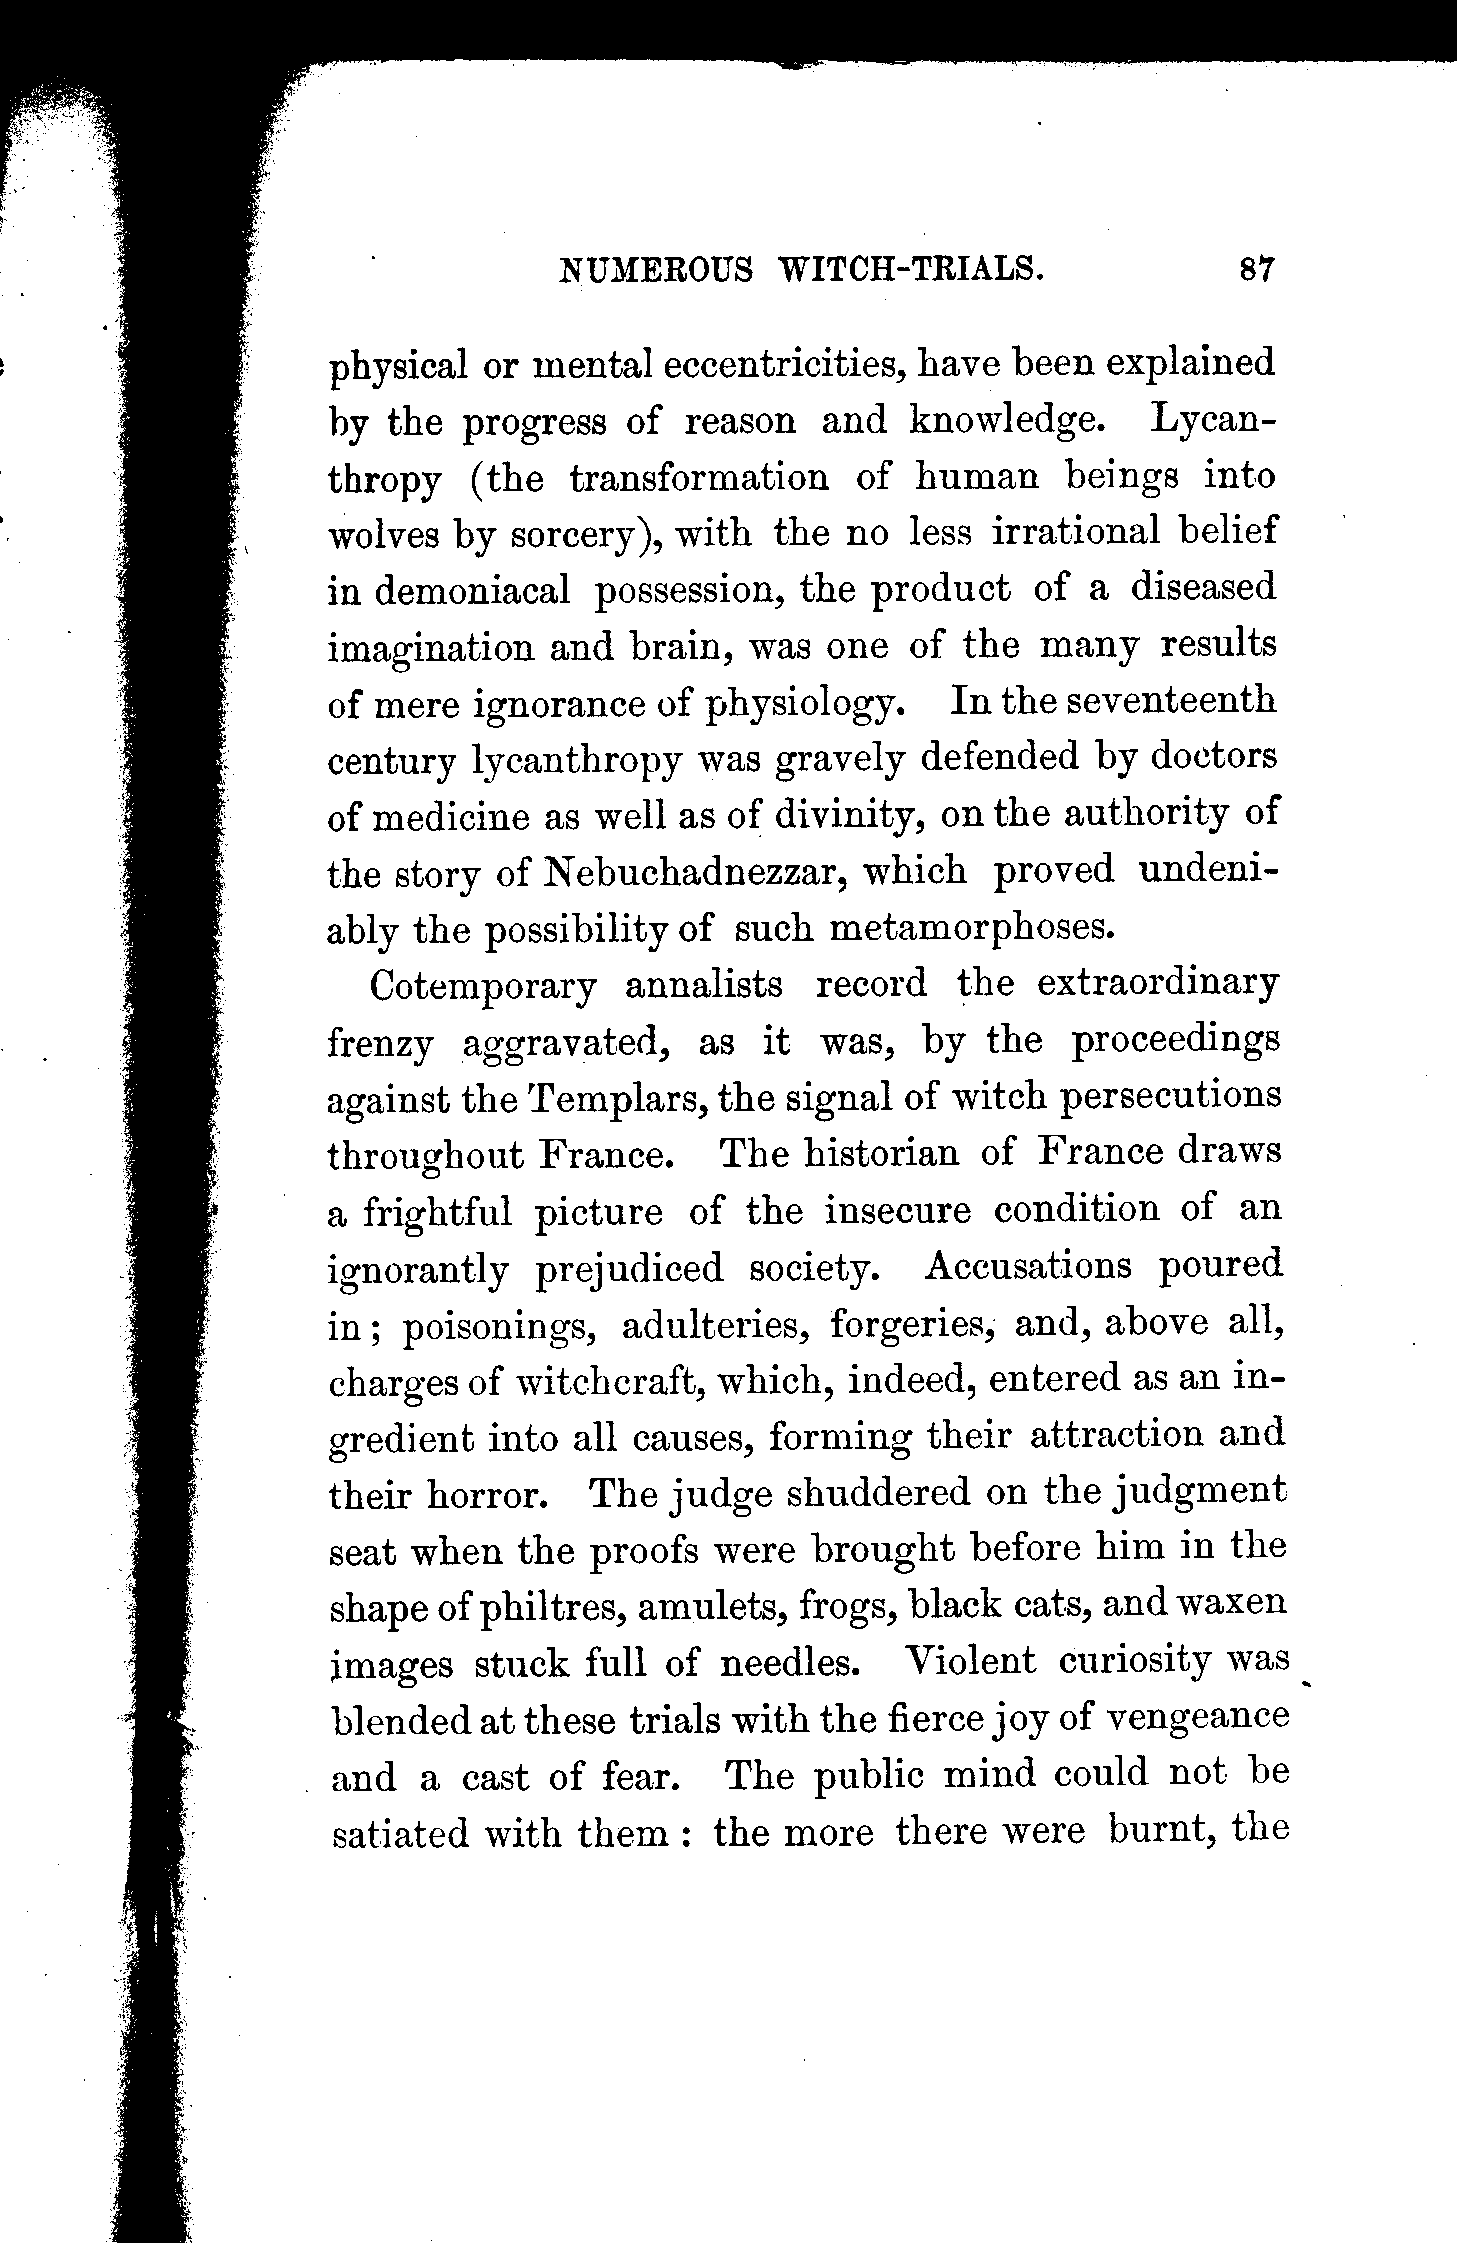 NUMEROUS WITCH-TRIALS. 87
physical or mental eccentricities, have been explained
by the progress of reason and knowledge. Lycan-
thropy (the transformation of human beings into
wolves by sorcery), with the no less irrational belief
in demoniacal possession, the product of a diseased
imagination and brain, was one of the many results
of mere ignorance of physiology. In the seventeenth
century lycanthropy was gravely defended by doctors
of medicine as well as of divinity, on the authority of
the story of Nebuchadnezzar, which proved undeni-
ably the possibility of such metamorphoses.
Cotemporary annalists record the extraordinary
frenzy aggravated, as it was, by the proceedings
against the Templars, the signal of witch persecutions
throughout France. The historian of France draws
a frightful picture of the insecure condition of an
ignorantly prejudiced society. Accusations poured
in; poisonings, adulteries, forgeries, and, above all,
charges of witchcraft, which, indeed, entered as an in-
gredient into all causes, forming their attraction and
their horror. The judge shuddered on the judgment
seat when the proofs were brought before him in the
shape of philtres, amulets, frogs, black cats, and waxen
images stuck full of needles. Violent curiosity was
blended at these trials with the fierce joy of vengeance
and a cast of fear. The public mind could not be
satiated with them: the more there were burnt, the